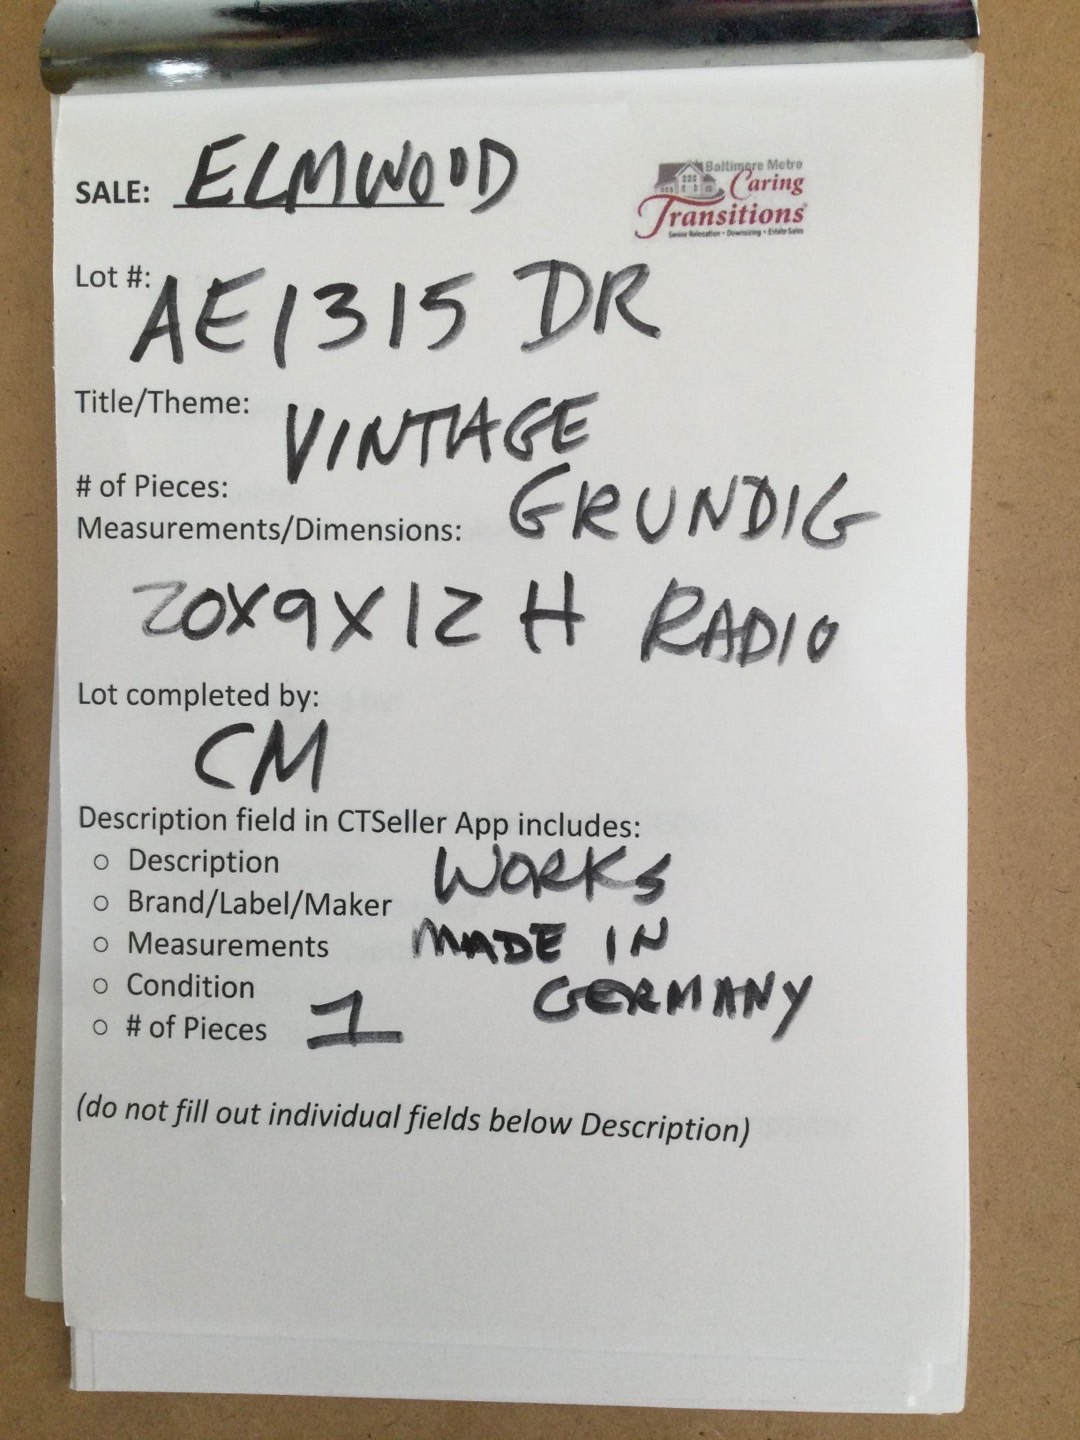 SALE: ELMWOOD
Baltimore Metro
Caring
Transitions
Senior Relocation • Downsizing • Estate Sales
Lot #: AE1315 DR
Title/Theme: VINTAGE
GRUNDIG
RADIO
# of Pieces:
Measurements/Dimensions:
20X9X12 H
Lot completed by:
CM
Description field in CTSeller App includes:
○ Description
○ Brand/Label/Maker
○ Measurements
○ Condition
○ # of Pieces 1
WORKS
MADE IN
GERMANY
(do not fill out individual fields below Description)